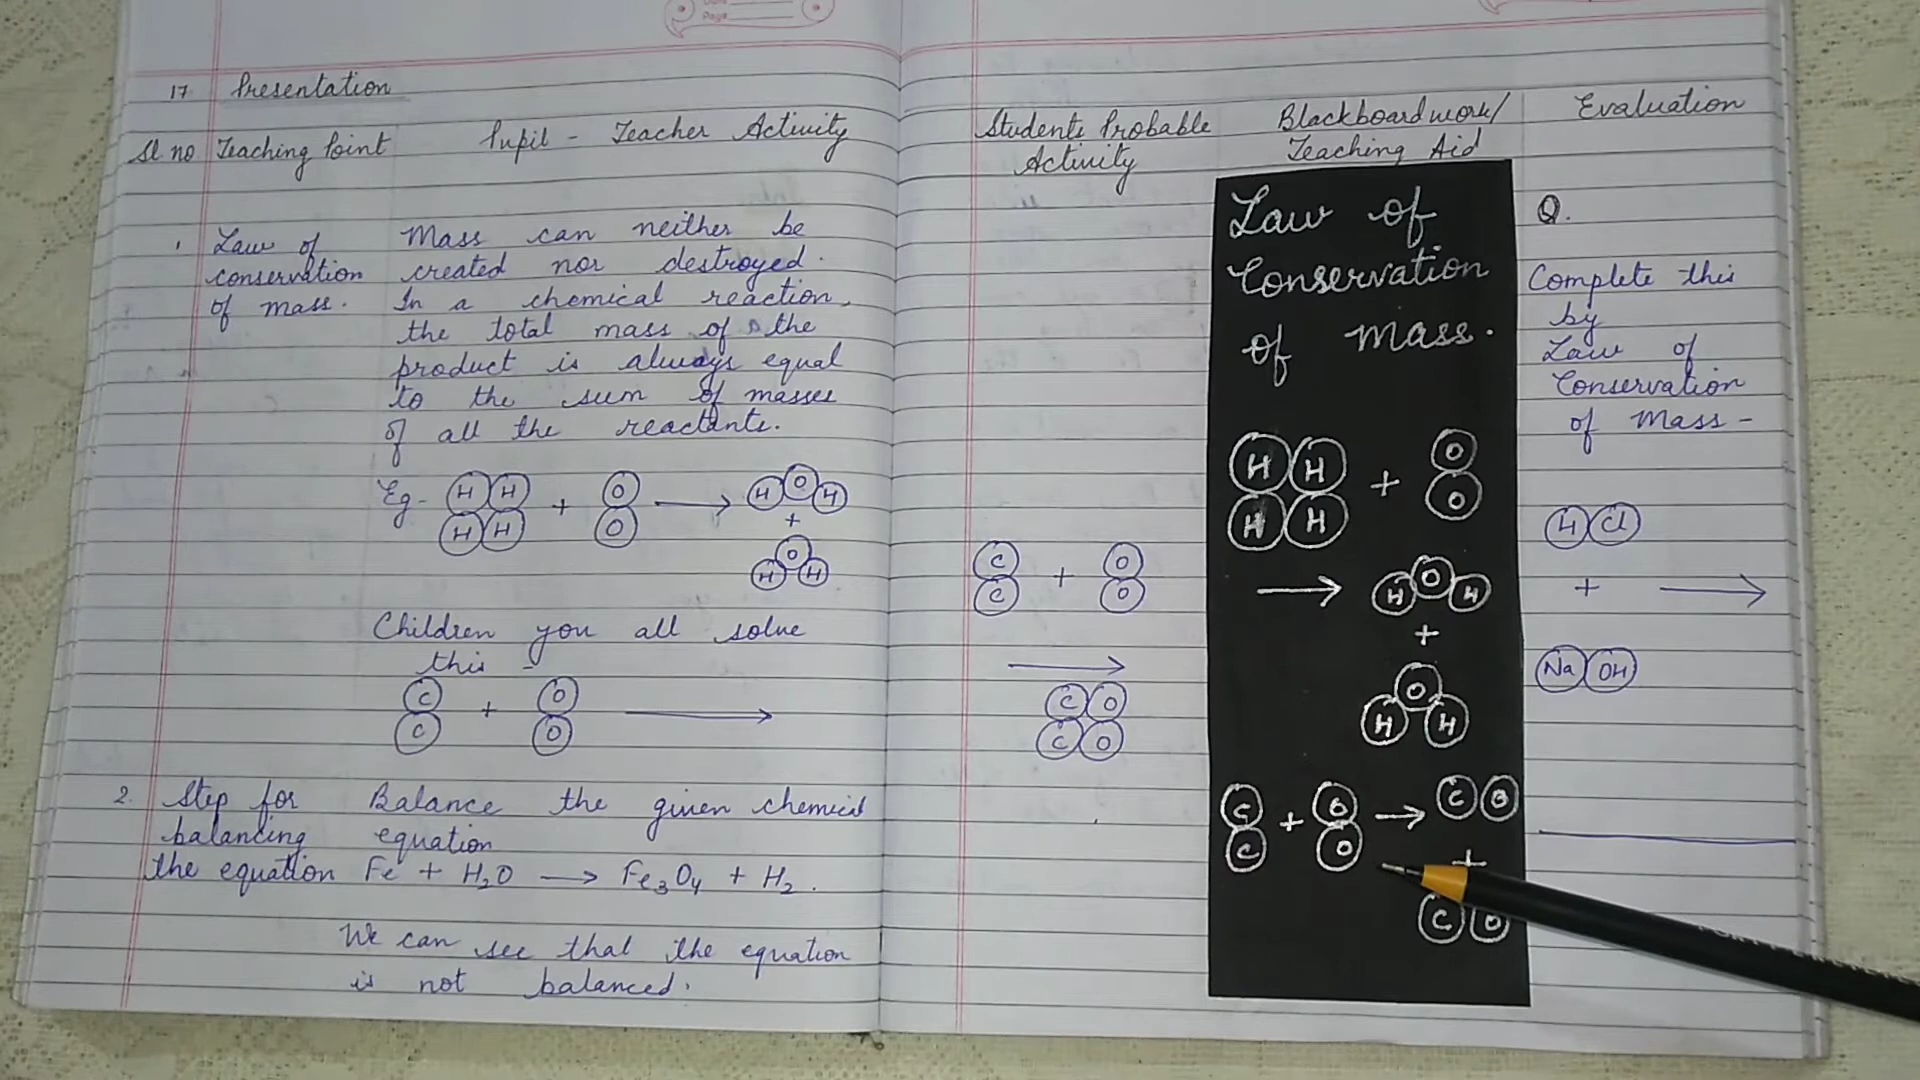 Date
Page
17 Presentation
Sl. no Teaching Point Pupil - Teacher Activity
1 Law of conservation of mass.
Mass can neither be
created nor destroyed.
In a chemical reaction,
the total mass of the
product is always equal
to the sum of masses
of all the reactants.
Eg- H H + O → H O H
H H O +
H O H
Children you all solve
this -
C + O →
C O
2. Step for
balancing
the equation
Balance the given chemical
equation
Fe + H2O → Fe3O4 + H2.
We can see that the equation
is not balanced.
Students Probable
Activity
C + O
C O
→
C O
C O
Blackboardwork/
Teaching Aid
Law of
Conservation
of mass.
H H + O
H H O
→ H O H
+
H O H
C + O → C O
C O +
C O
Evaluation
Q.
Complete this
by
Law of
Conservation
of Mass -
H Cl
+ →
Na OH